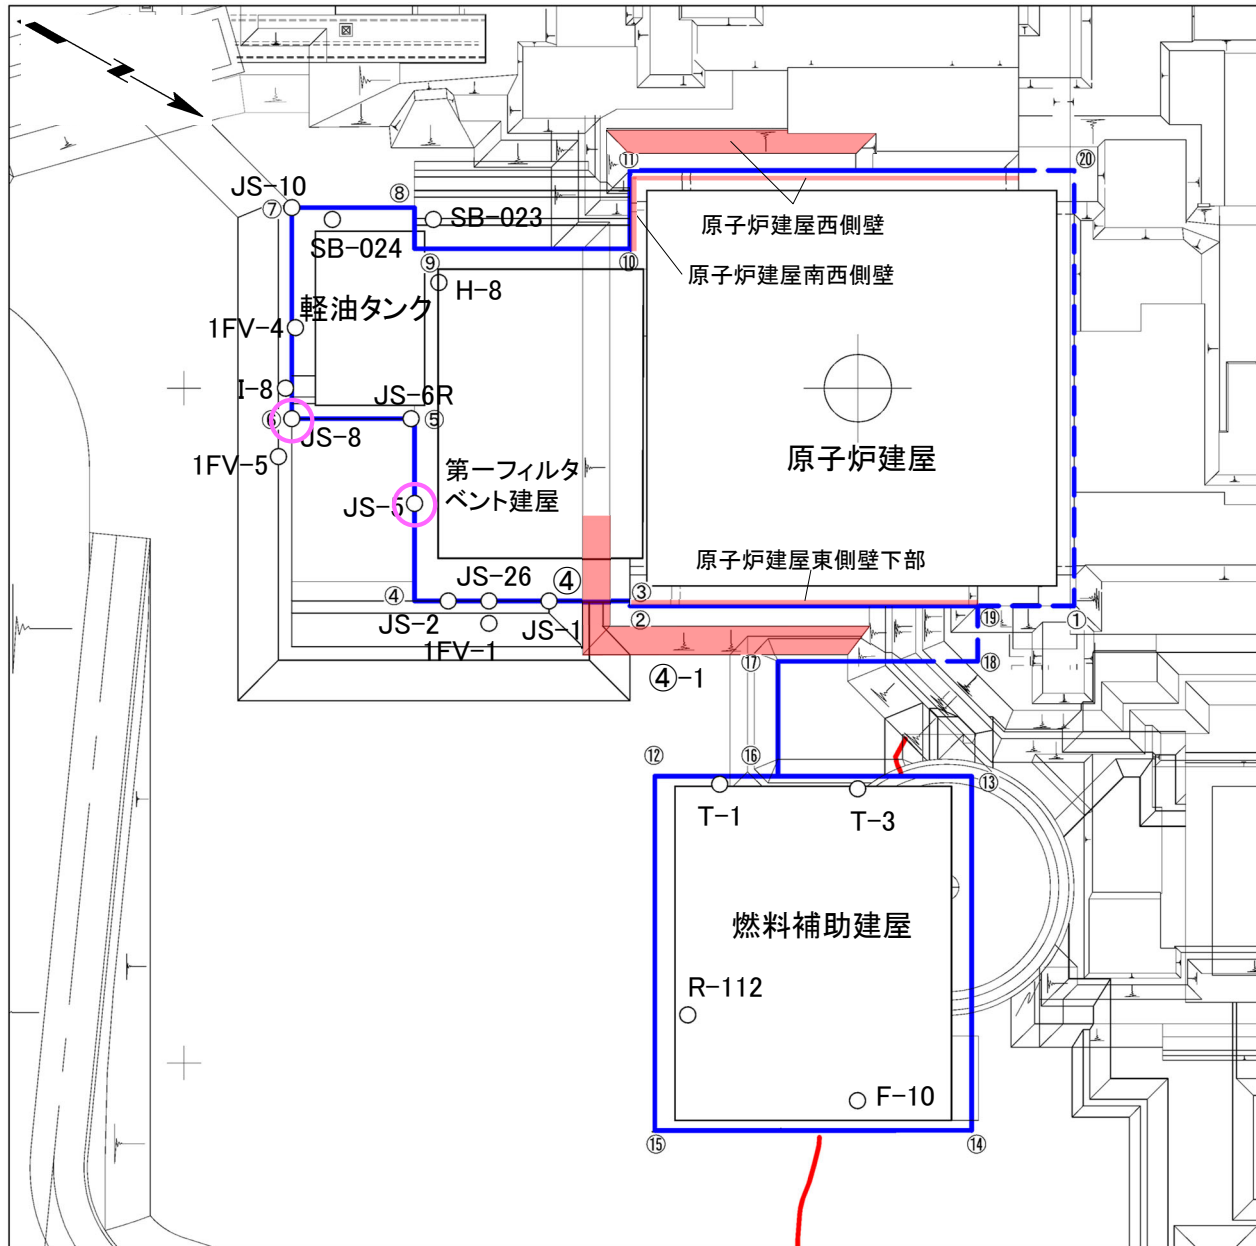 ⑪
⑳
JS-10
⑦
⑧
SB-023
SB-024
原子炉建屋西側壁
⑨
⑩
原子炉建屋南西側壁
H-8
軽油タンク
1FV-4
I-8
JS-6R
⑥
⑤
JS-8
1FV-5
原子炉建屋
第一フィルタ
ベント建屋
JS-5
原子炉建屋東側壁下部
JS-26
④
④
③
JS-2
JS-1
②
⑲
①
1FV-1
⑰
⑱
④-1
⑫
⑯
⑬
T-1
T-3
燃料補助建屋
R-112
F-10
⑮
⑭